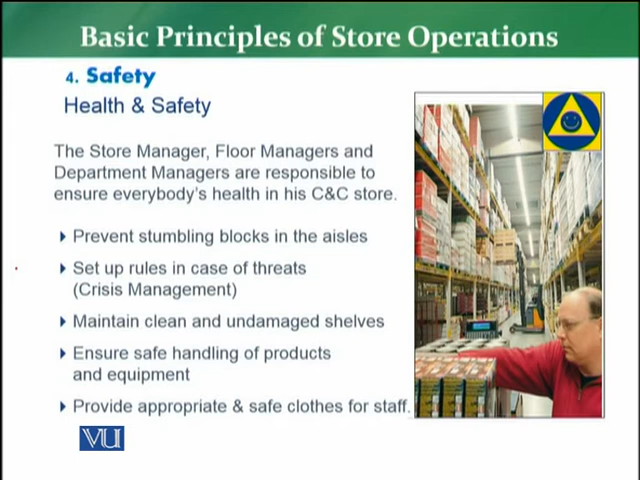 Basic Principles of Store Operations
4. Safety
Health & Safety
The Store Manager, Floor Managers and
Department Managers are responsible to
ensure everybody's health in his C&C store.
Prevent stumbling blocks in the aisles
Set up rules in case of threats
(Crisis Management)
Maintain clean and undamaged shelves
Ensure safe handling of products
and equipment
Provide appropriate & safe clothes for staff.
VU